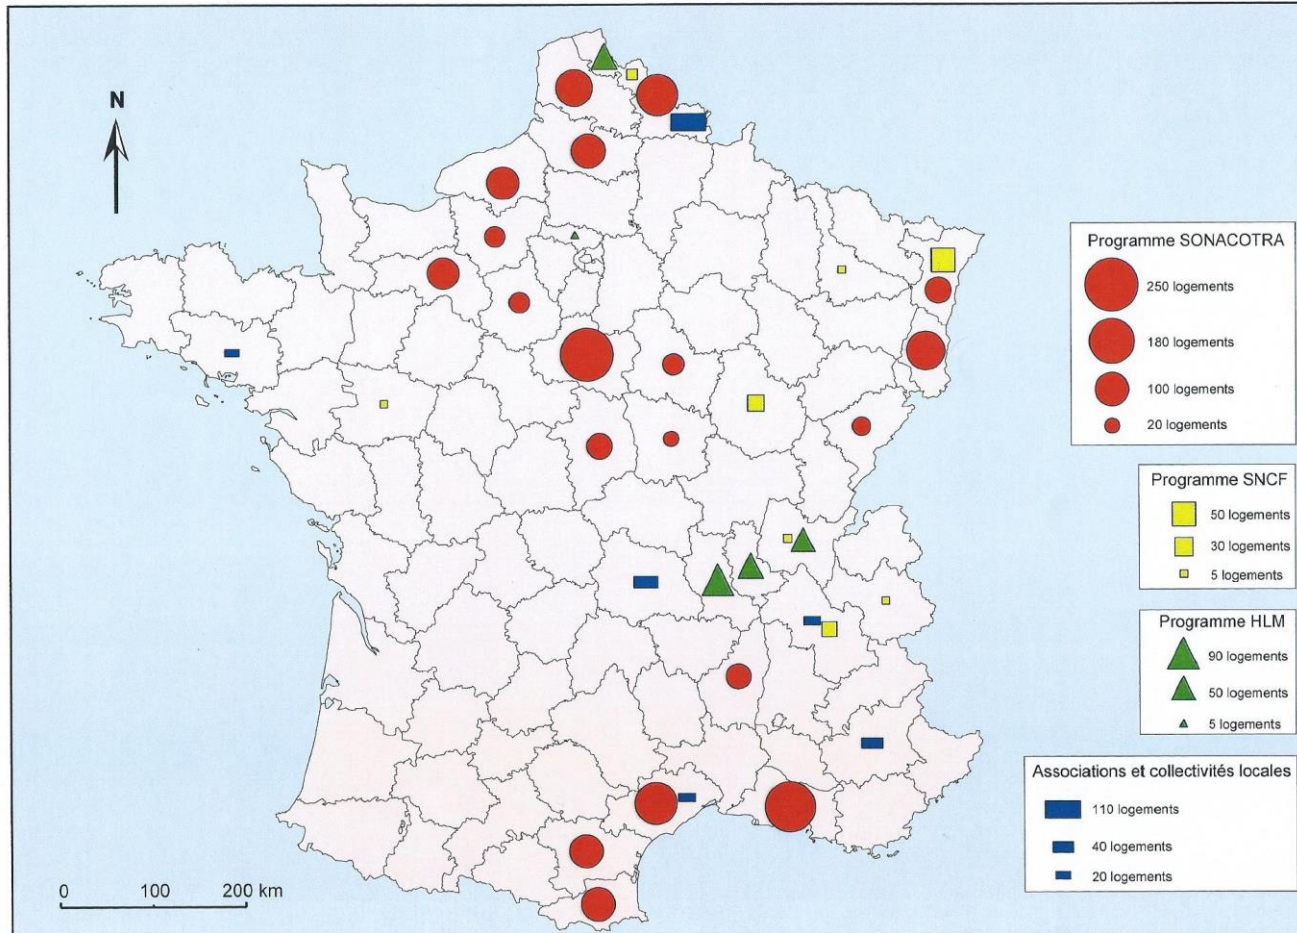 N
Programme SONACOTRA
250 logements
180 logements
100 logements
20 logements
Programme SNCF
50 logements
30 logements
5 logements
Programme HLM
90 logements
50 logements
5 logements
Associations et collectivités locales
110 logements
40 logements
20 logements
0 100 200 km